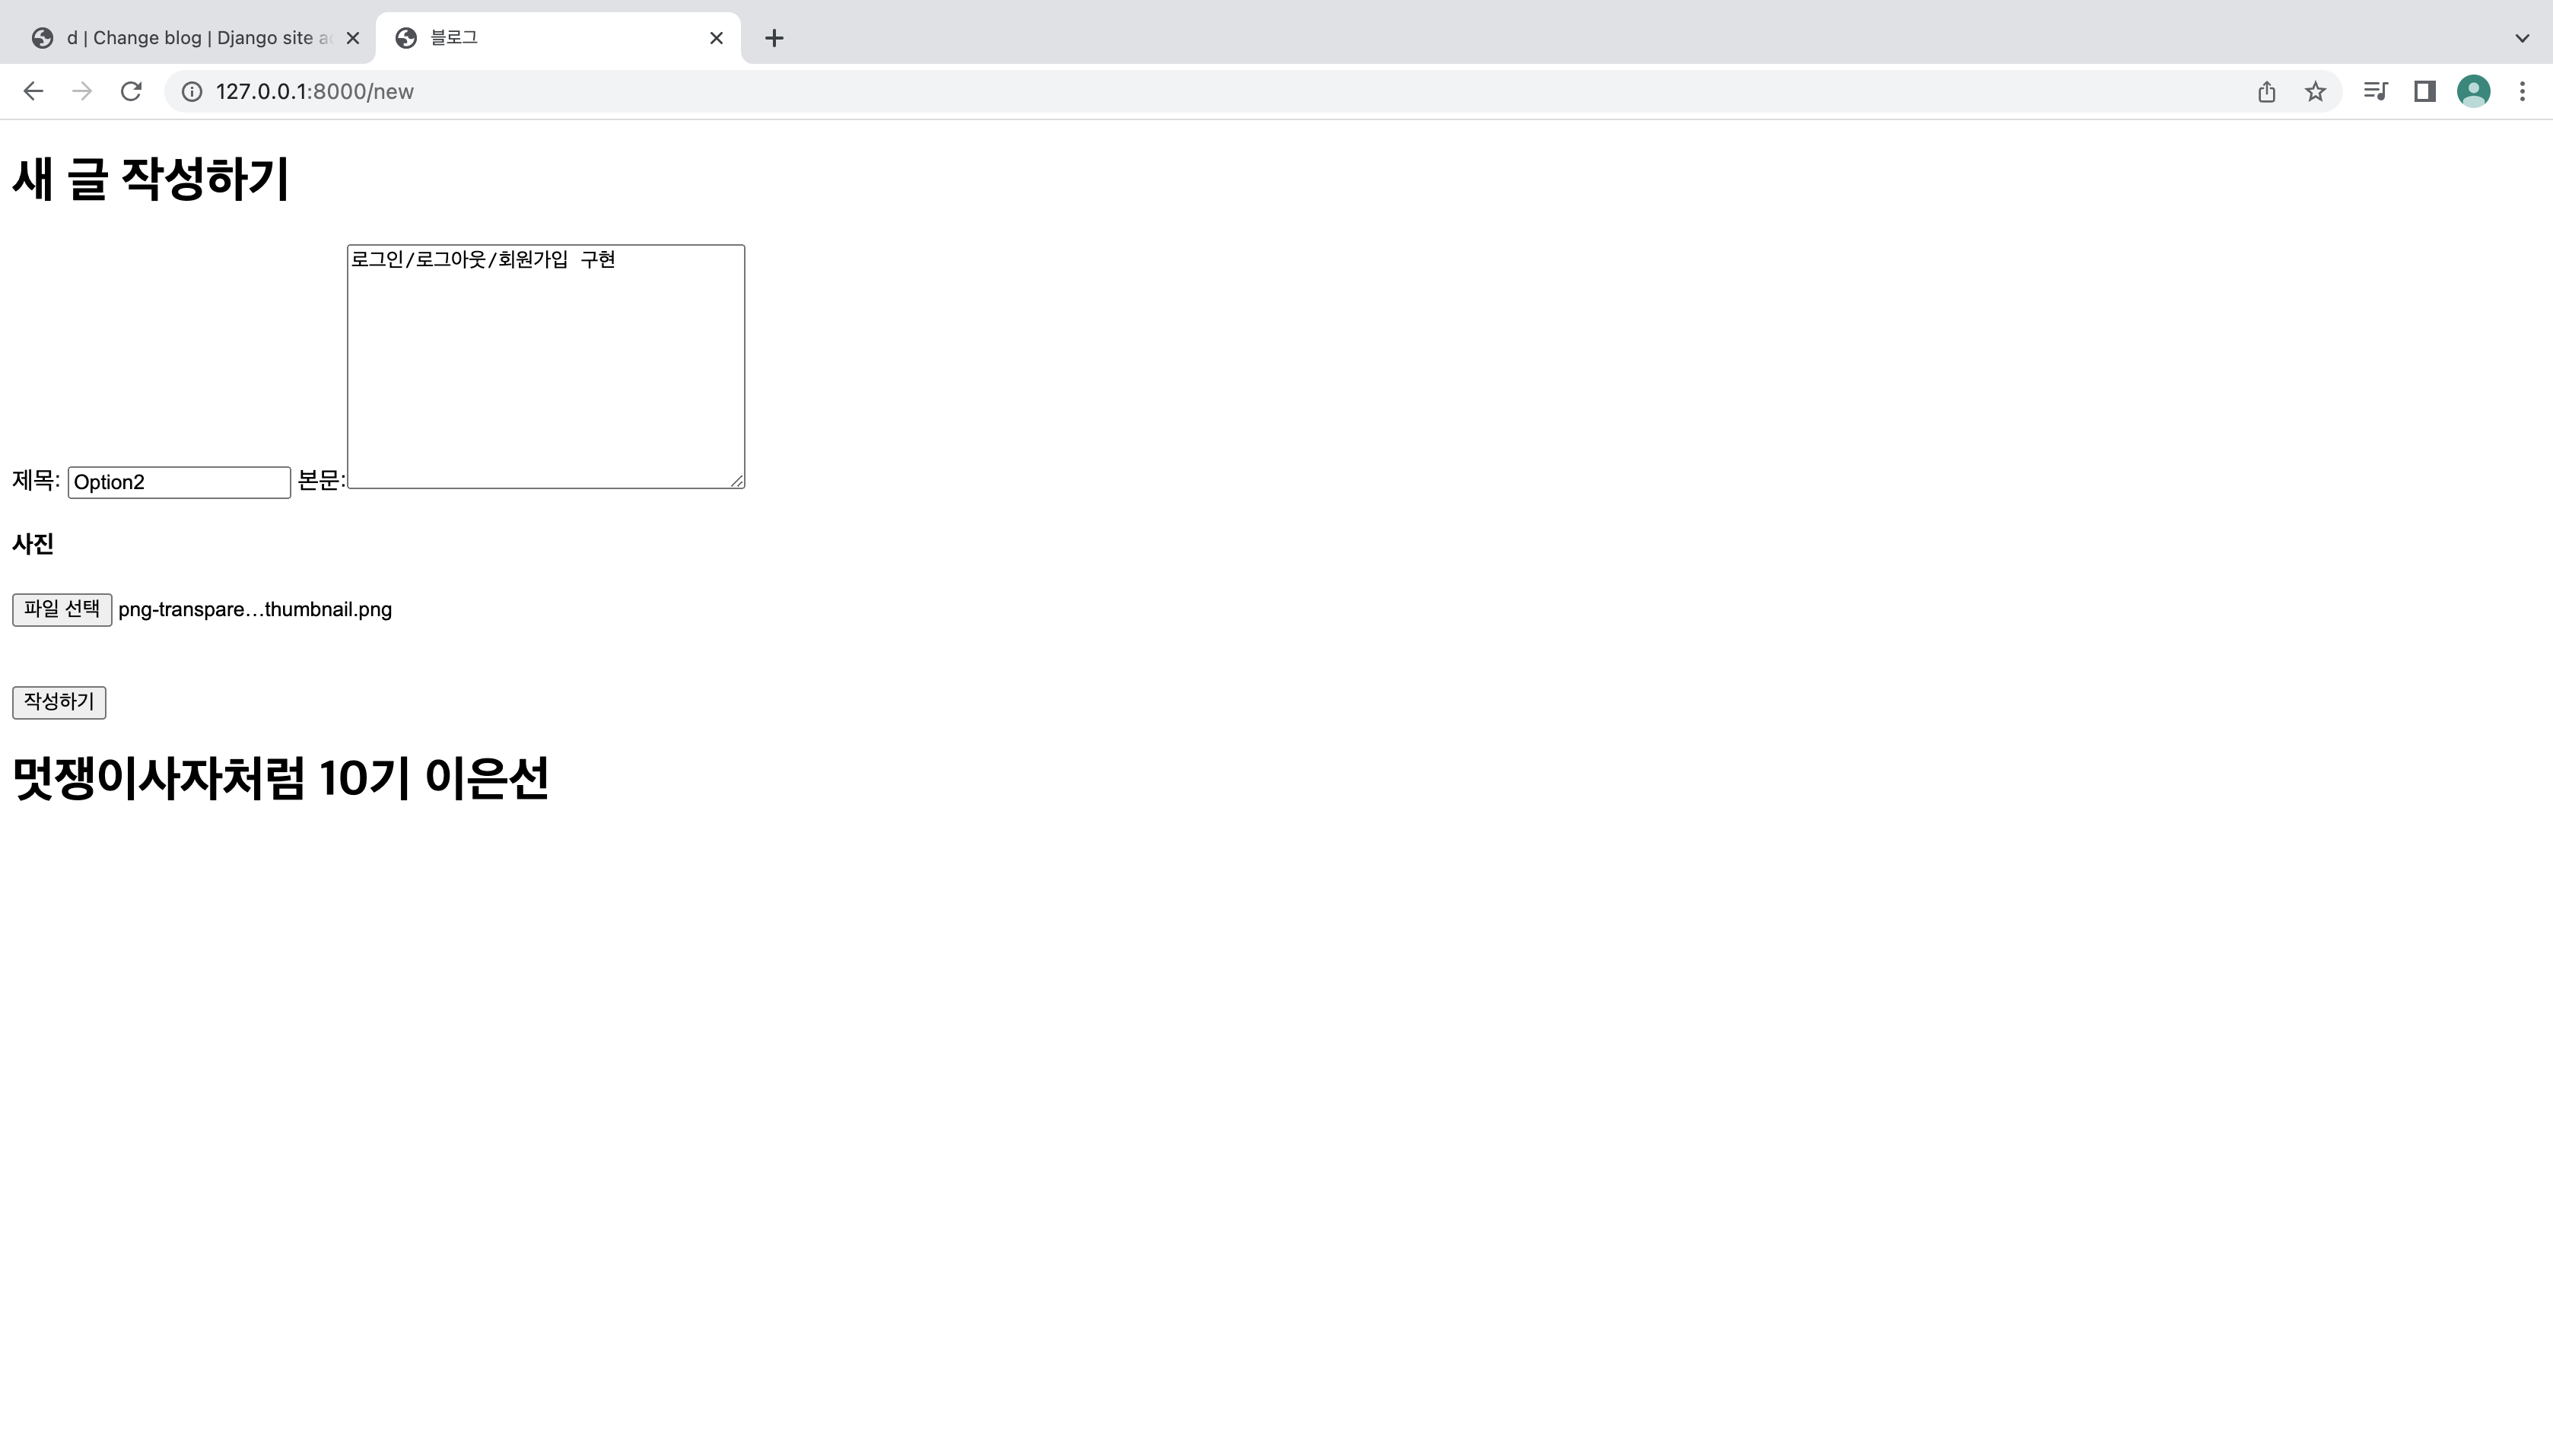 d | Change blog | Django site
블로그
127.0.0.1:8000/new
새 글 작성하기
로그인/로그아웃/회원가입 구현
제목: Option2 본문:
사진
파일 선택 png-transpare...thumbnail.png
작성하기
멋쟁이사자처럼 10기 이은선